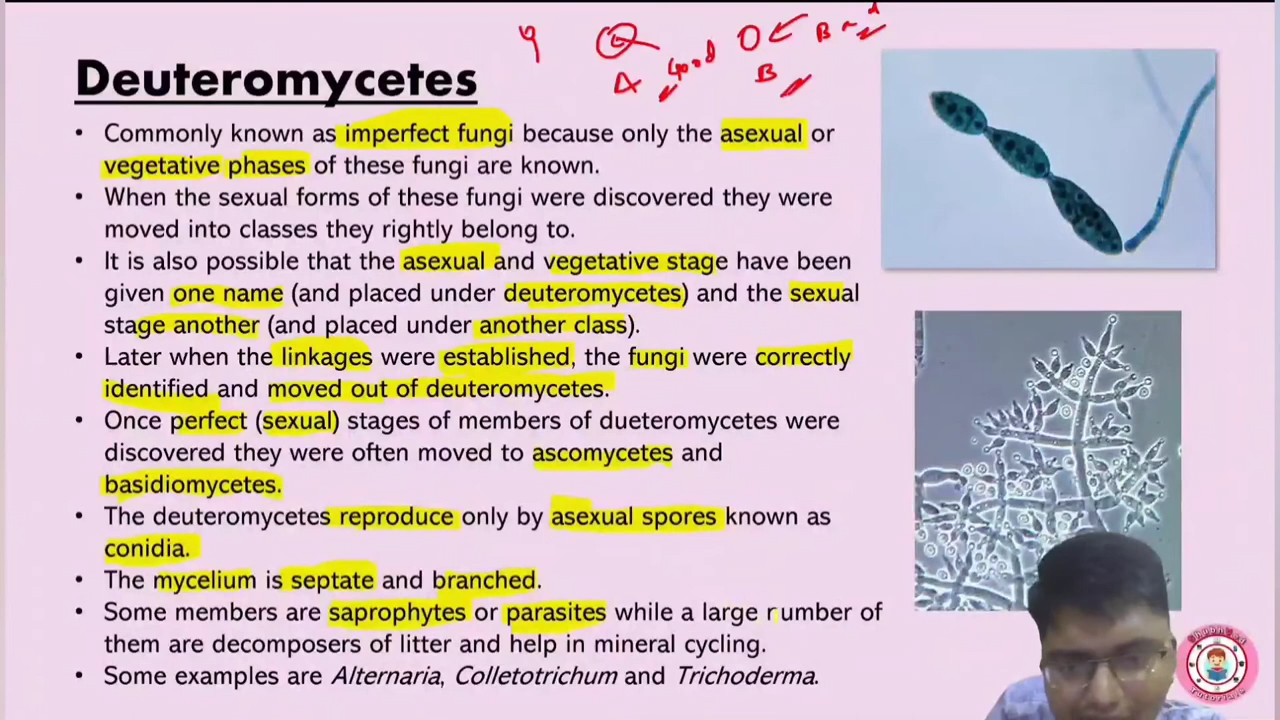 Deuteromycetes
• Commonly known as imperfect fungi because only the asexual or
vegetative phases of these fungi are known.
• When the sexual forms of these fungi were discovered they were
moved into classes they rightly belong to.
• It is also possible that the asexual and vegetative stage have been
given one name (and placed under deuteromycetes) and the sexual
stage another (and placed under another class).
• Later when the linkages were established, the fungi were correctly
identified and moved out of deuteromycetes.
• Once perfect (sexual) stages of members of dueteromycetes were
discovered they were often moved to ascomycetes and
basidiomycetes.
• The deuteromycetes reproduce only by asexual spores known as
conidia.
• The mycelium is septate and branched.
• Some members are saprophytes or parasites while a large number of
them are decomposers of litter and help in mineral cycling.
• Some examples are Alternaria, Colletotrichum and Trichoderma.
A Good B